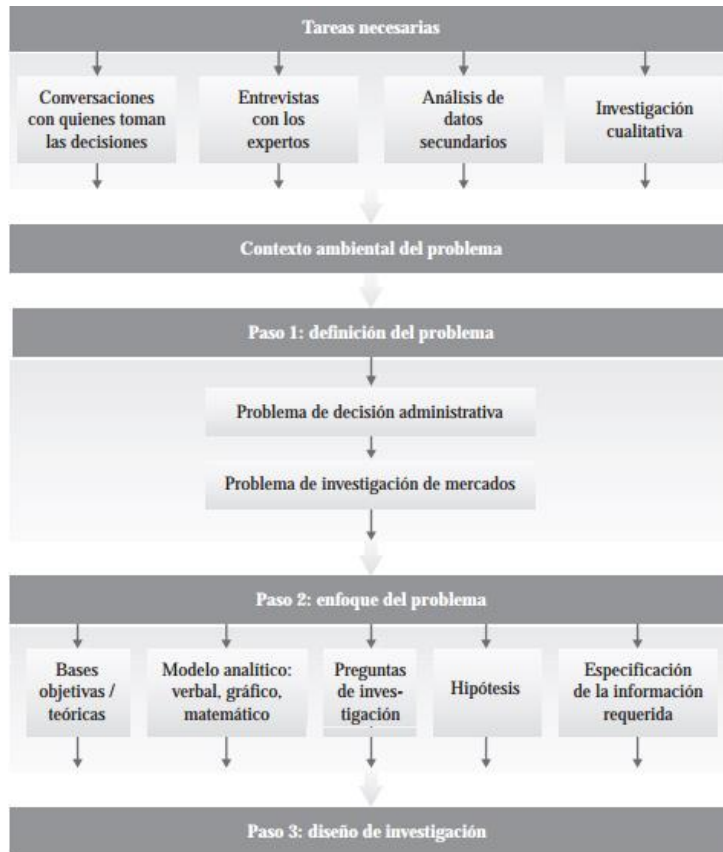 Tareas necesarias
Conversaciones
con quienes toman
las decisiones
Entrevistas
con los
expertos
Análisis de
datos
secundarios
Investigación
cualitativa
Contexto ambiental del problema
Paso 1: definición del problema
Problema de decisión administrativa
Problema de investigación de mercados
Paso 2: enfoque del problema
Bases
objetivas /
teóricas
Modelo analítico:
verbal, gráfico,
matemático
Preguntas
de inves-
tigación
Hipótesis
Especificación
de la información
requerida
Paso 3: diseño de investigación